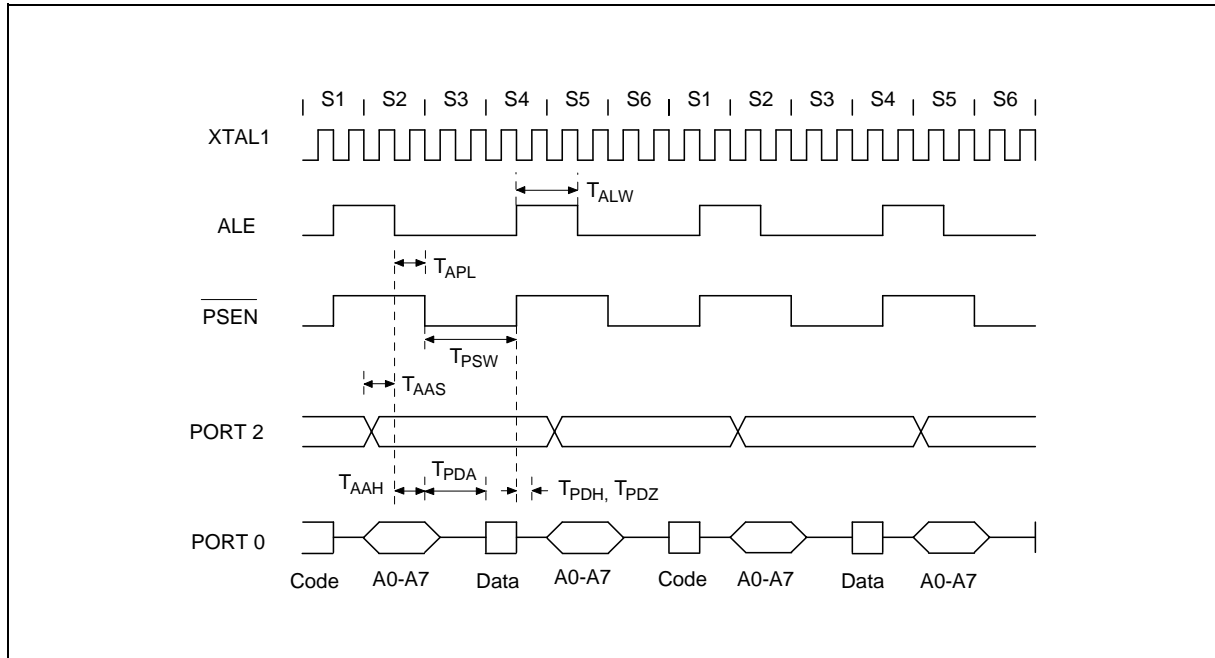 S1 S2 S3 S4 S5 S6 S1 S2 S3 S4 S5 S6
XTAL1
TALW
ALE
TAPL
PSEN
TPSW
TAAS
PORT 2
TAAH TPDA TPDH, TPDZ
PORT 0
Code A0-A7 Data A0-A7 Code A0-A7 Data A0-A7